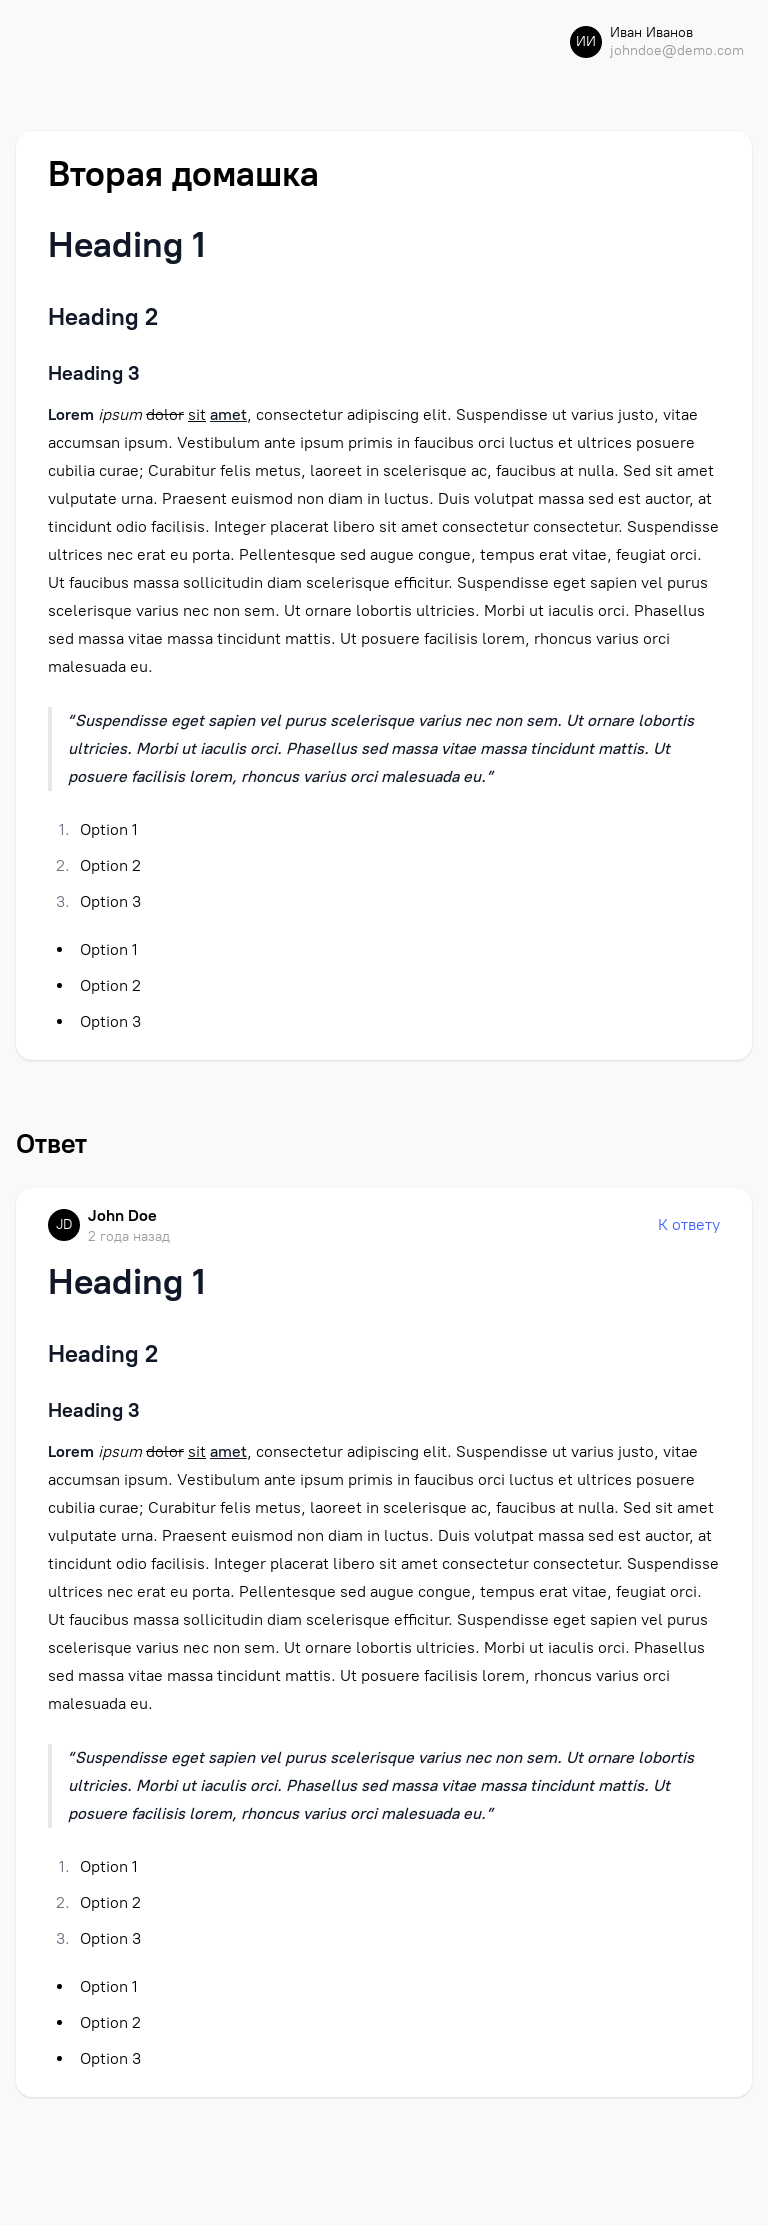 ИИ
Иван Иванов
johndoe@demo.com
Вторая домашка
Heading 1
Heading 2
Heading 3
Lorem ipsum dolor sit amet, consectetur adipiscing elit. Suspendisse ut varius justo, vitae
accumsan ipsum. Vestibulum ante ipsum primis in faucibus orci luctus et ultrices posuere
cubilia curae; Curabitur felis metus, laoreet in scelerisque ac, faucibus at nulla. Sed sit amet
vulputate urna. Praesent euismod non diam in luctus. Duis volutpat massa sed est auctor, at
tincidunt odio facilisis. Integer placerat libero sit amet consectetur consectetur. Suspendisse
ultrices nec erat eu porta. Pellentesque sed augue congue, tempus erat vitae, feugiat orci.
Ut faucibus massa sollicitudin diam scelerisque efficitur. Suspendisse eget sapien vel purus
scelerisque varius nec non sem. Ut ornare lobortis ultricies. Morbi ut iaculis orci. Phasellus
sed massa vitae massa tincidunt mattis. Ut posuere facilisis lorem, rhoncus varius orci
malesuada eu.
“Suspendisse eget sapien vel purus scelerisque varius nec non sem. Ut ornare lobortis
ultricies. Morbi ut iaculis orci. Phasellus sed massa vitae massa tincidunt mattis. Ut
posuere facilisis lorem, rhoncus varius orci malesuada eu.”
1. Option 1
2. Option 2
3. Option 3
• Option 1
• Option 2
• Option 3
Ответ
JD
John Doe
2 года назад
К ответу
Heading 1
Heading 2
Heading 3
Lorem ipsum dolor sit amet, consectetur adipiscing elit. Suspendisse ut varius justo, vitae
accumsan ipsum. Vestibulum ante ipsum primis in faucibus orci luctus et ultrices posuere
cubilia curae; Curabitur felis metus, laoreet in scelerisque ac, faucibus at nulla. Sed sit amet
vulputate urna. Praesent euismod non diam in luctus. Duis volutpat massa sed est auctor, at
tincidunt odio facilisis. Integer placerat libero sit amet consectetur consectetur. Suspendisse
ultrices nec erat eu porta. Pellentesque sed augue congue, tempus erat vitae, feugiat orci.
Ut faucibus massa sollicitudin diam scelerisque efficitur. Suspendisse eget sapien vel purus
scelerisque varius nec non sem. Ut ornare lobortis ultricies. Morbi ut iaculis orci. Phasellus
sed massa vitae massa tincidunt mattis. Ut posuere facilisis lorem, rhoncus varius orci
malesuada eu.
“Suspendisse eget sapien vel purus scelerisque varius nec non sem. Ut ornare lobortis
ultricies. Morbi ut iaculis orci. Phasellus sed massa vitae massa tincidunt mattis. Ut
posuere facilisis lorem, rhoncus varius orci malesuada eu.”
1. Option 1
2. Option 2
3. Option 3
• Option 1
• Option 2
• Option 3